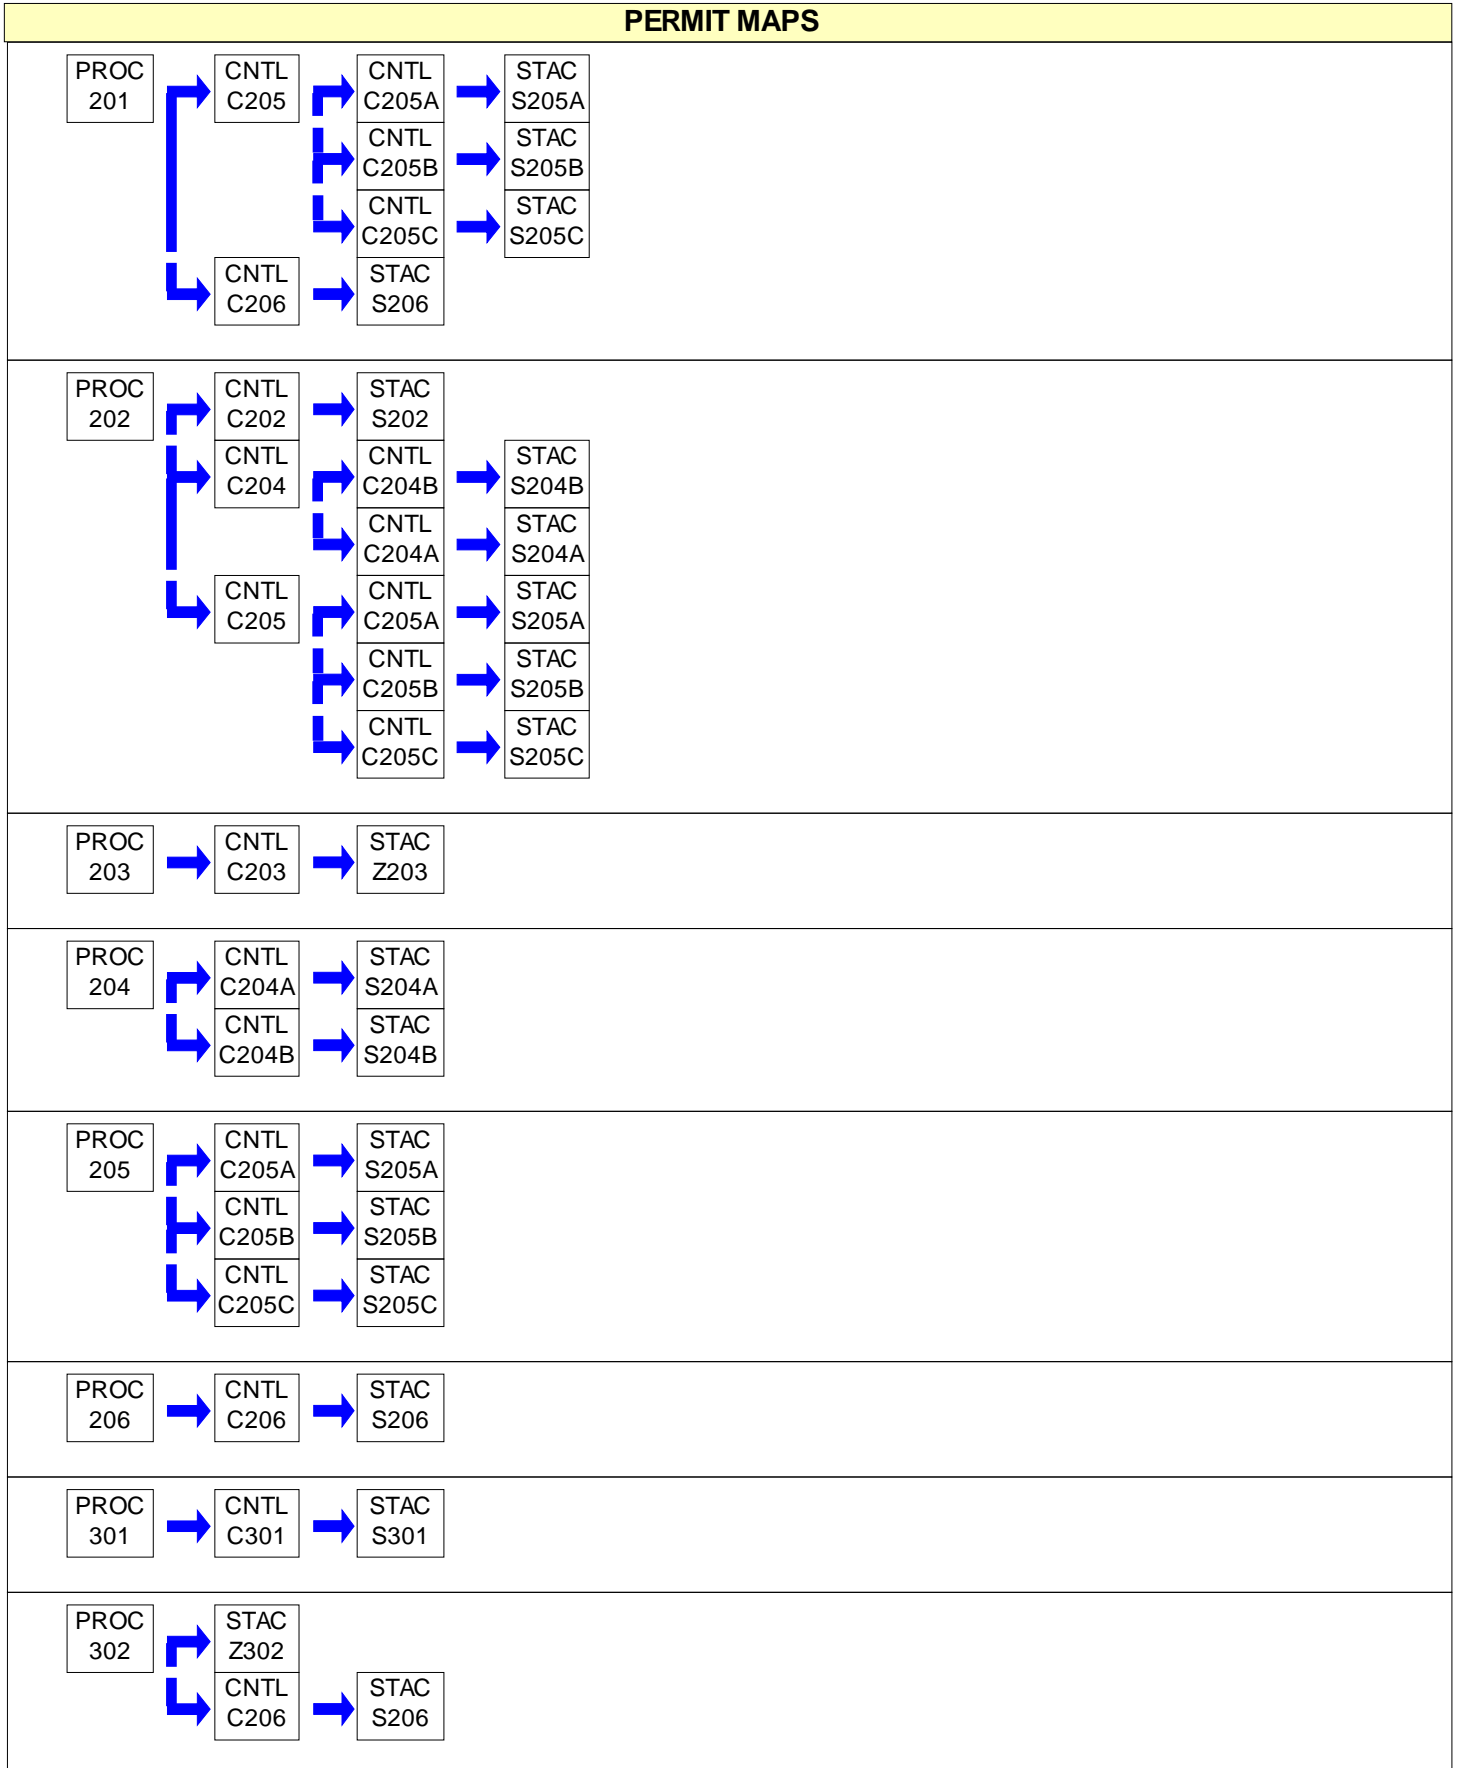 PERMIT MAPS
PROC CNTL CNTL STAC
201 C205 C205A S205A
CNTL STAC
C205B S205B
CNTL STAC
C205C S205C
CNTL STAC
C206 S206
PROC CNTL STAC
202 C202 S202
CNTL CNTL STAC
C204 C204B S204B
CNTL STAC
C204A S204A
CNTL CNTL STAC
C205 C205A S205A
CNTL STAC
C205B S205B
CNTL STAC
C205C S205C
PROC CNTL STAC
203 C203 Z203
PROC CNTL STAC
204 C204A S204A
CNTL STAC
C204B S204B
PROC CNTL STAC
205 C205A S205A
CNTL STAC
C205B S205B
CNTL STAC
C205C S205C
PROC CNTL STAC
206 C206 S206
PROC CNTL STAC
301 C301 S301
PROC STAC
302 Z302
CNTL STAC
C206 S206